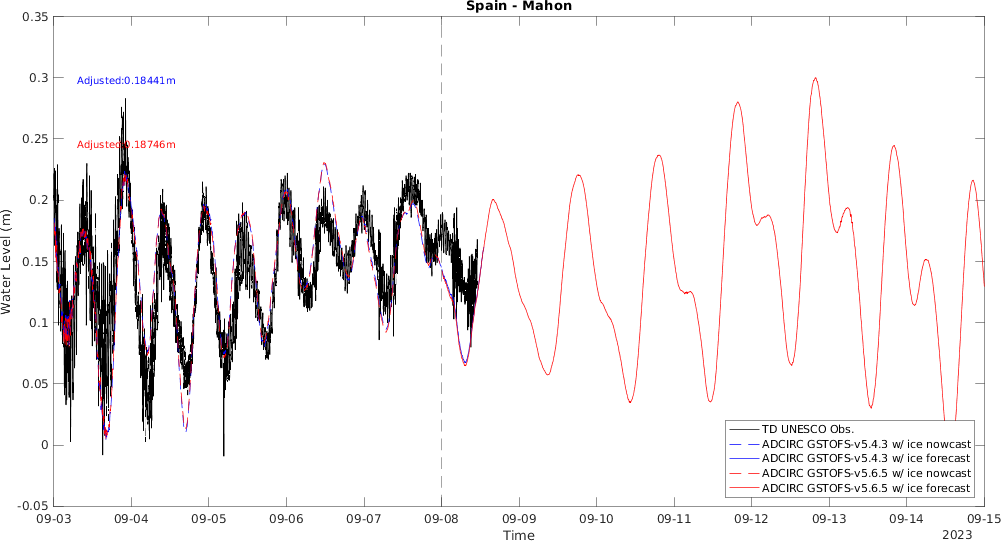 Spain - Mahon
0.35
0.3
0.25
0.2
0.15
0.1
0.05
0
-0.05
Water Level (m)
Adjusted:0.18441m
Adjusted:0.18746m
TD UNESCO Obs.
ADCIRC GSTOFS-v5.4.3 w/ ice nowcast
ADCIRC GSTOFS-v5.4.3 w/ ice forecast
ADCIRC GSTOFS-v5.6.5 w/ ice nowcast
ADCIRC GSTOFS-v5.6.5 w/ ice forecast
09-03 09-04 09-05 09-06 09-07 09-08 09-09 09-10 09-11 09-12 09-13 09-14 09-15
Time
2023